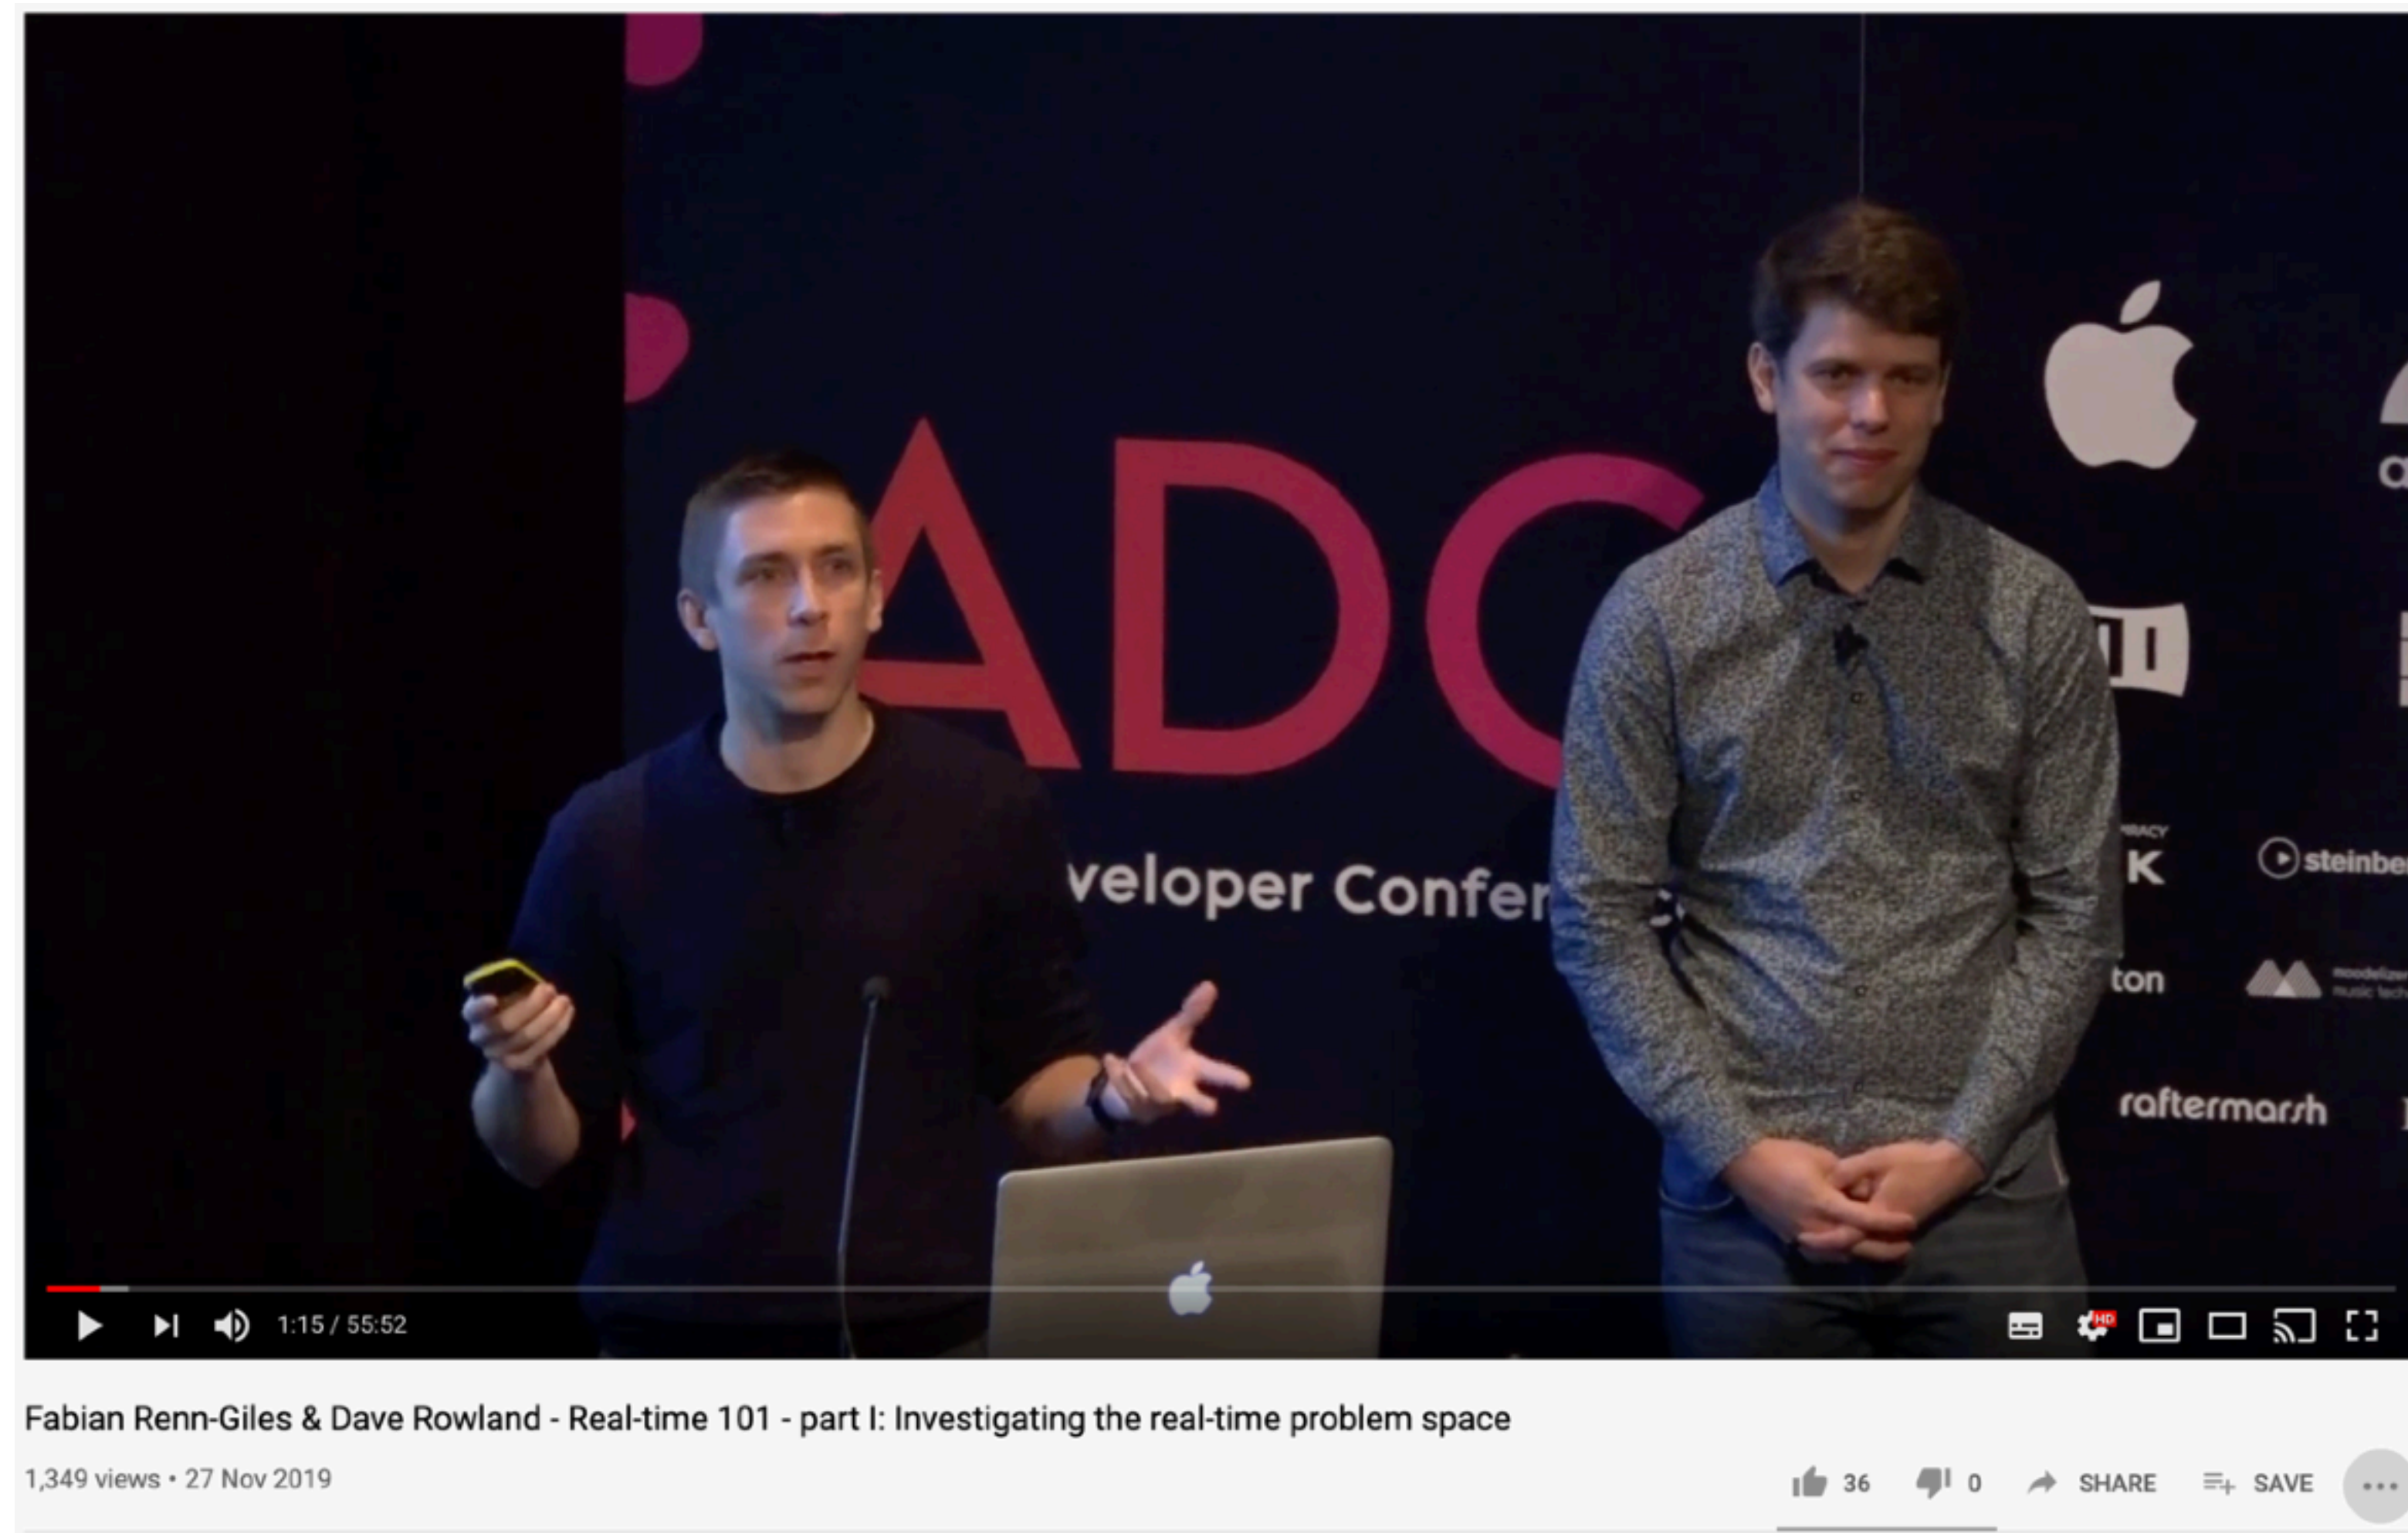 ADC
veloper Confer
K
steinbe
ton
raftermarsh
1:15 / 55:52
HD
Fabian Renn-Giles & Dave Rowland - Real-time 101 - part I: Investigating the real-time problem space
1,349 views • 27 Nov 2019
36
0
SHARE
SAVE